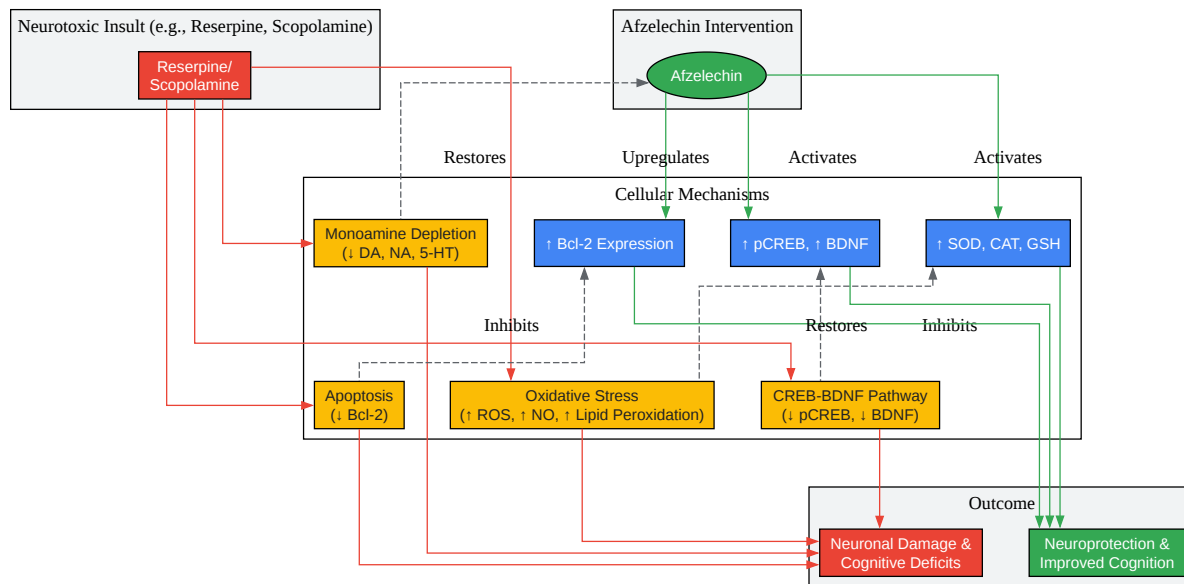 Neurotoxic Insult (e.g., Reserpine, Scopolamine)
Reserpine/
Scopolamine
Afzelechin Intervention
Afzelechin
Restores
Upregulates
Activates
Activates
Cellular Mechanisms
Monoamine Depletion
(↓ DA, NA, 5-HT)
↑ Bcl-2 Expression
↑ pCREB, ↑ BDNF
↑ SOD, CAT, GSH
Inhibits
Restores
Inhibits
Apoptosis
(↓ Bcl-2)
Oxidative Stress
(↑ ROS, ↑ NO, ↑ Lipid Peroxidation)
CREB-BDNF Pathway
(↓ pCREB, ↓ BDNF)
Outcome
Neuronal Damage &
Cognitive Deficits
Neuroprotection &
Improved Cognition